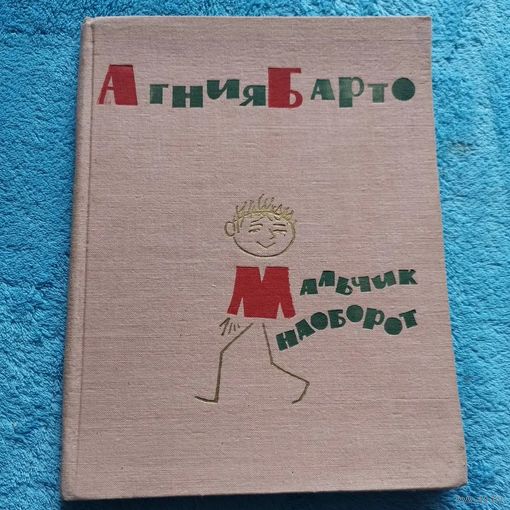 Агния Барто
Мальчик
наоборот